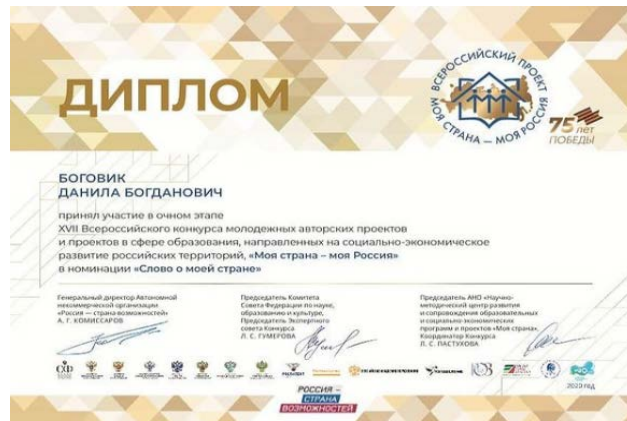 ДИПЛОМ
ВСЕРОССИЙСКИЙ ПРОЕКТ
МОЯ СТРАНА – МОЯ РОССИЯ
75 лет
ПОБЕДЫ
БОГОВИК
ДАНИЛА БОГДАНОВИЧ
принял участие в очном этапе
XVII Всероссийского конкурса молодежных авторских проектов
и проектов в сфере образования, направленных на социально-экономическое
развитие российских территорий, «Моя страна – моя Россия»
в номинации «Слово о моей стране»
Генеральный директор Автономной
некоммерческой организации
«Россия — страна возможностей»
А. Г. КОМИССАРОВ
Председатель Комитета
Совета Федерации по науке,
образованию и культуре,
Председатель Экспертного
совета Конкурса
Л. С. ГУМЕРОВА
Председатель АНО «Научно-
методический центр развития
и сопровождения образовательных
и социально-экономических
программ и проектов «Моя страна»,
Координатор Конкурса
Л. С. ПАСТУХОВА
2020 год
РОССИЯ –
СТРАНА
ВОЗМОЖНОСТЕЙ